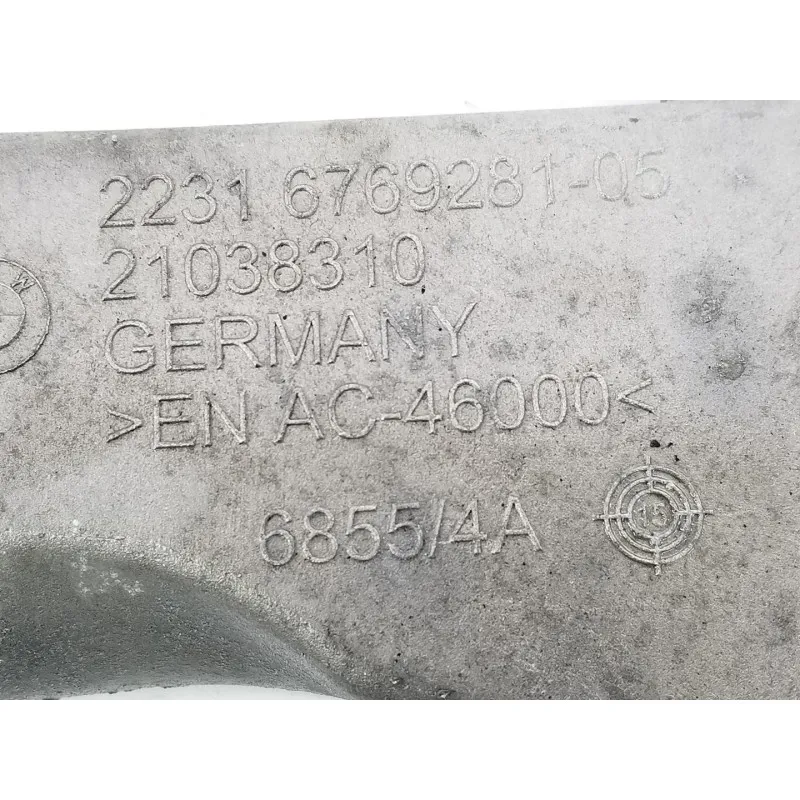 2231 6769281-05
21038310
GERMANY
>EN AC-46000<
6855/4A
15
W